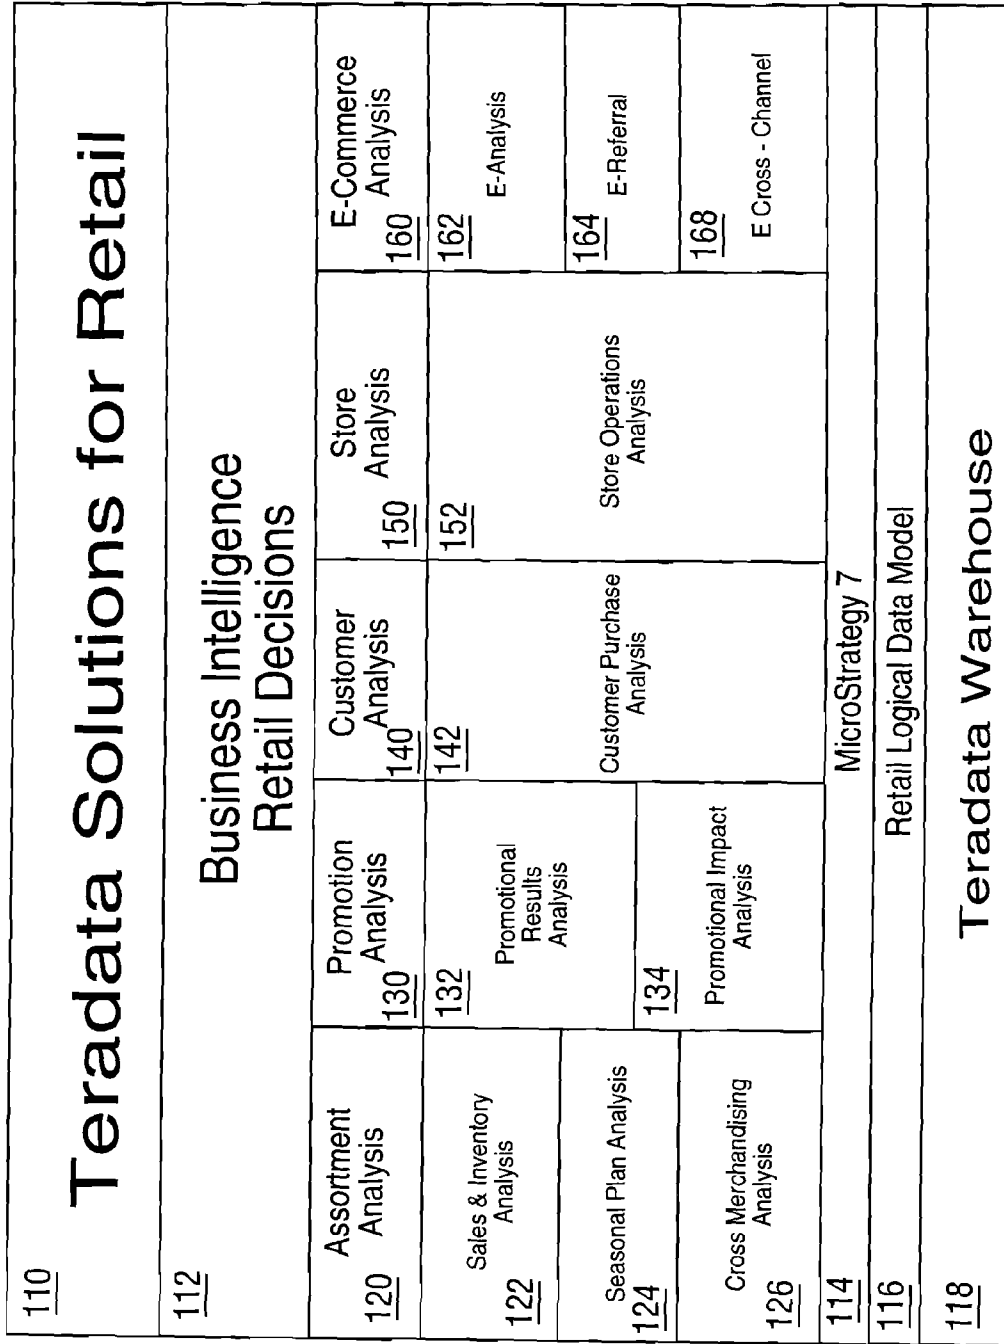 110
Teradata Solutions for Retail
112
Business Intelligence
Retail Decisions
120
Assortment
Analysis
130
Promotion
Analysis
140
Customer
Analysis
150
Store
Analysis
160
E-Commerce
Analysis
122
Sales & Inventory
Analysis
124
Seasonal Plan Analysis
126
Cross Merchandising
Analysis
132
Promotional
Results
Analysis
134
Promotional Impact
Analysis
142
Customer Purchase
Analysis
152
Store Operations
Analysis
162
E-Analysis
164
E-Referral
168
E Cross - Channel
114
MicroStrategy 7
116
Retail Logical Data Model
118
Teradata Warehouse